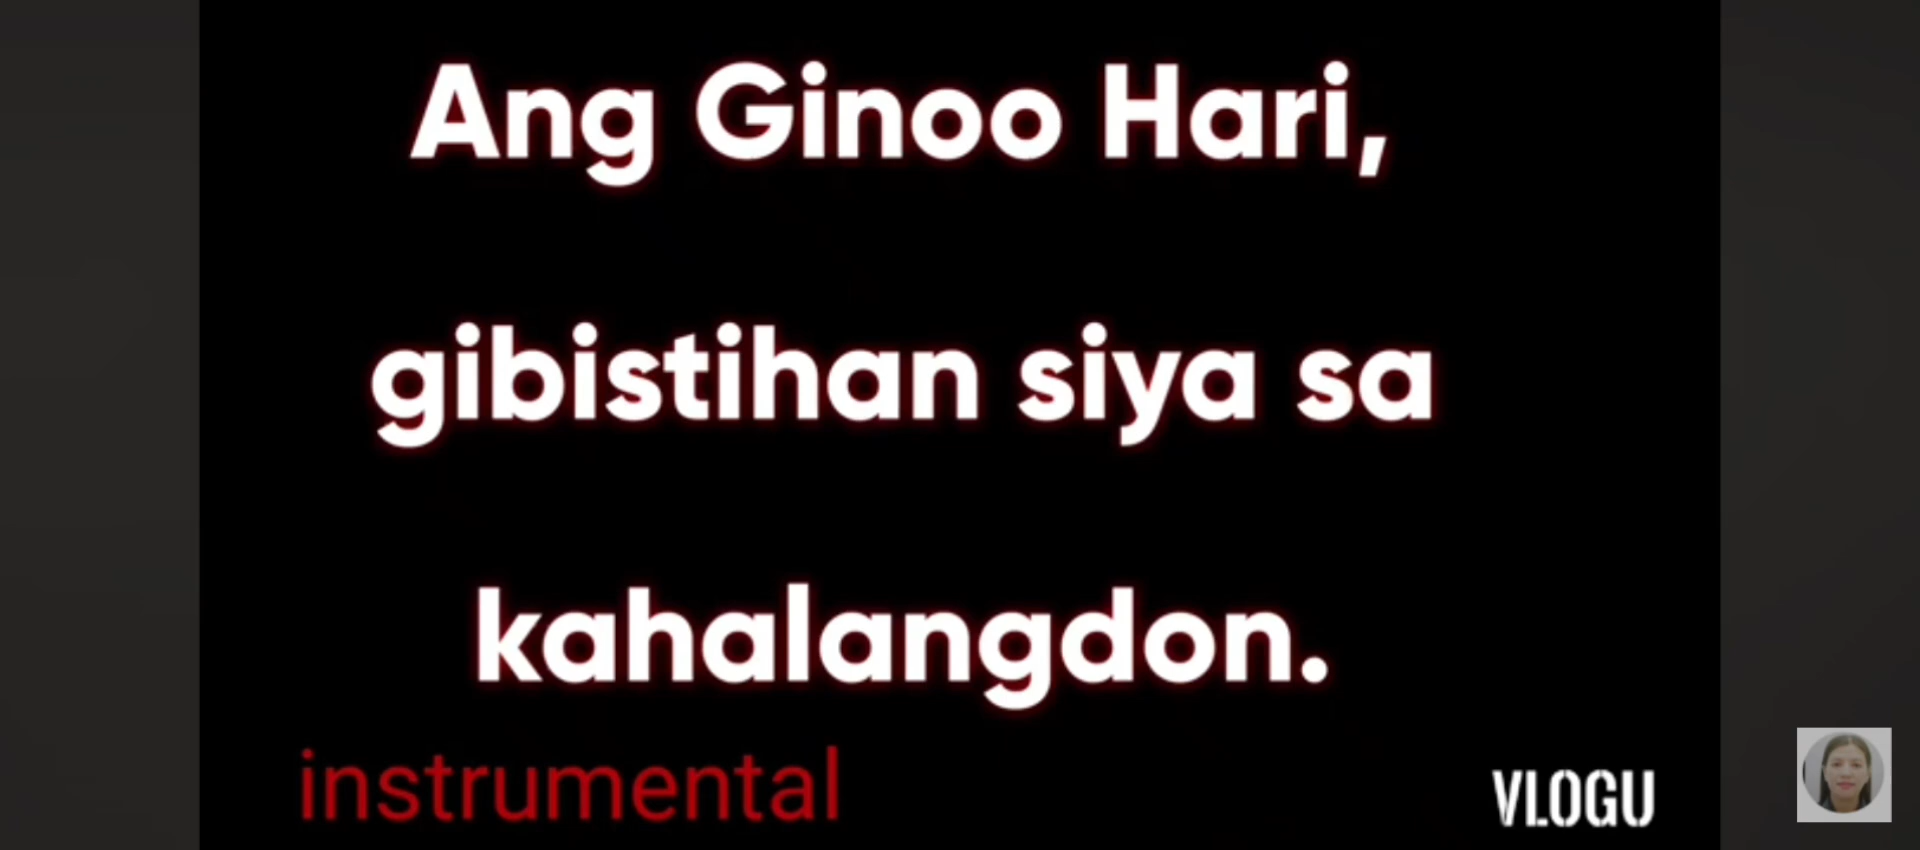 Ang Ginoo Hari,
gibistihan siya sa
kahalangdon.
instrumental
VLOGU